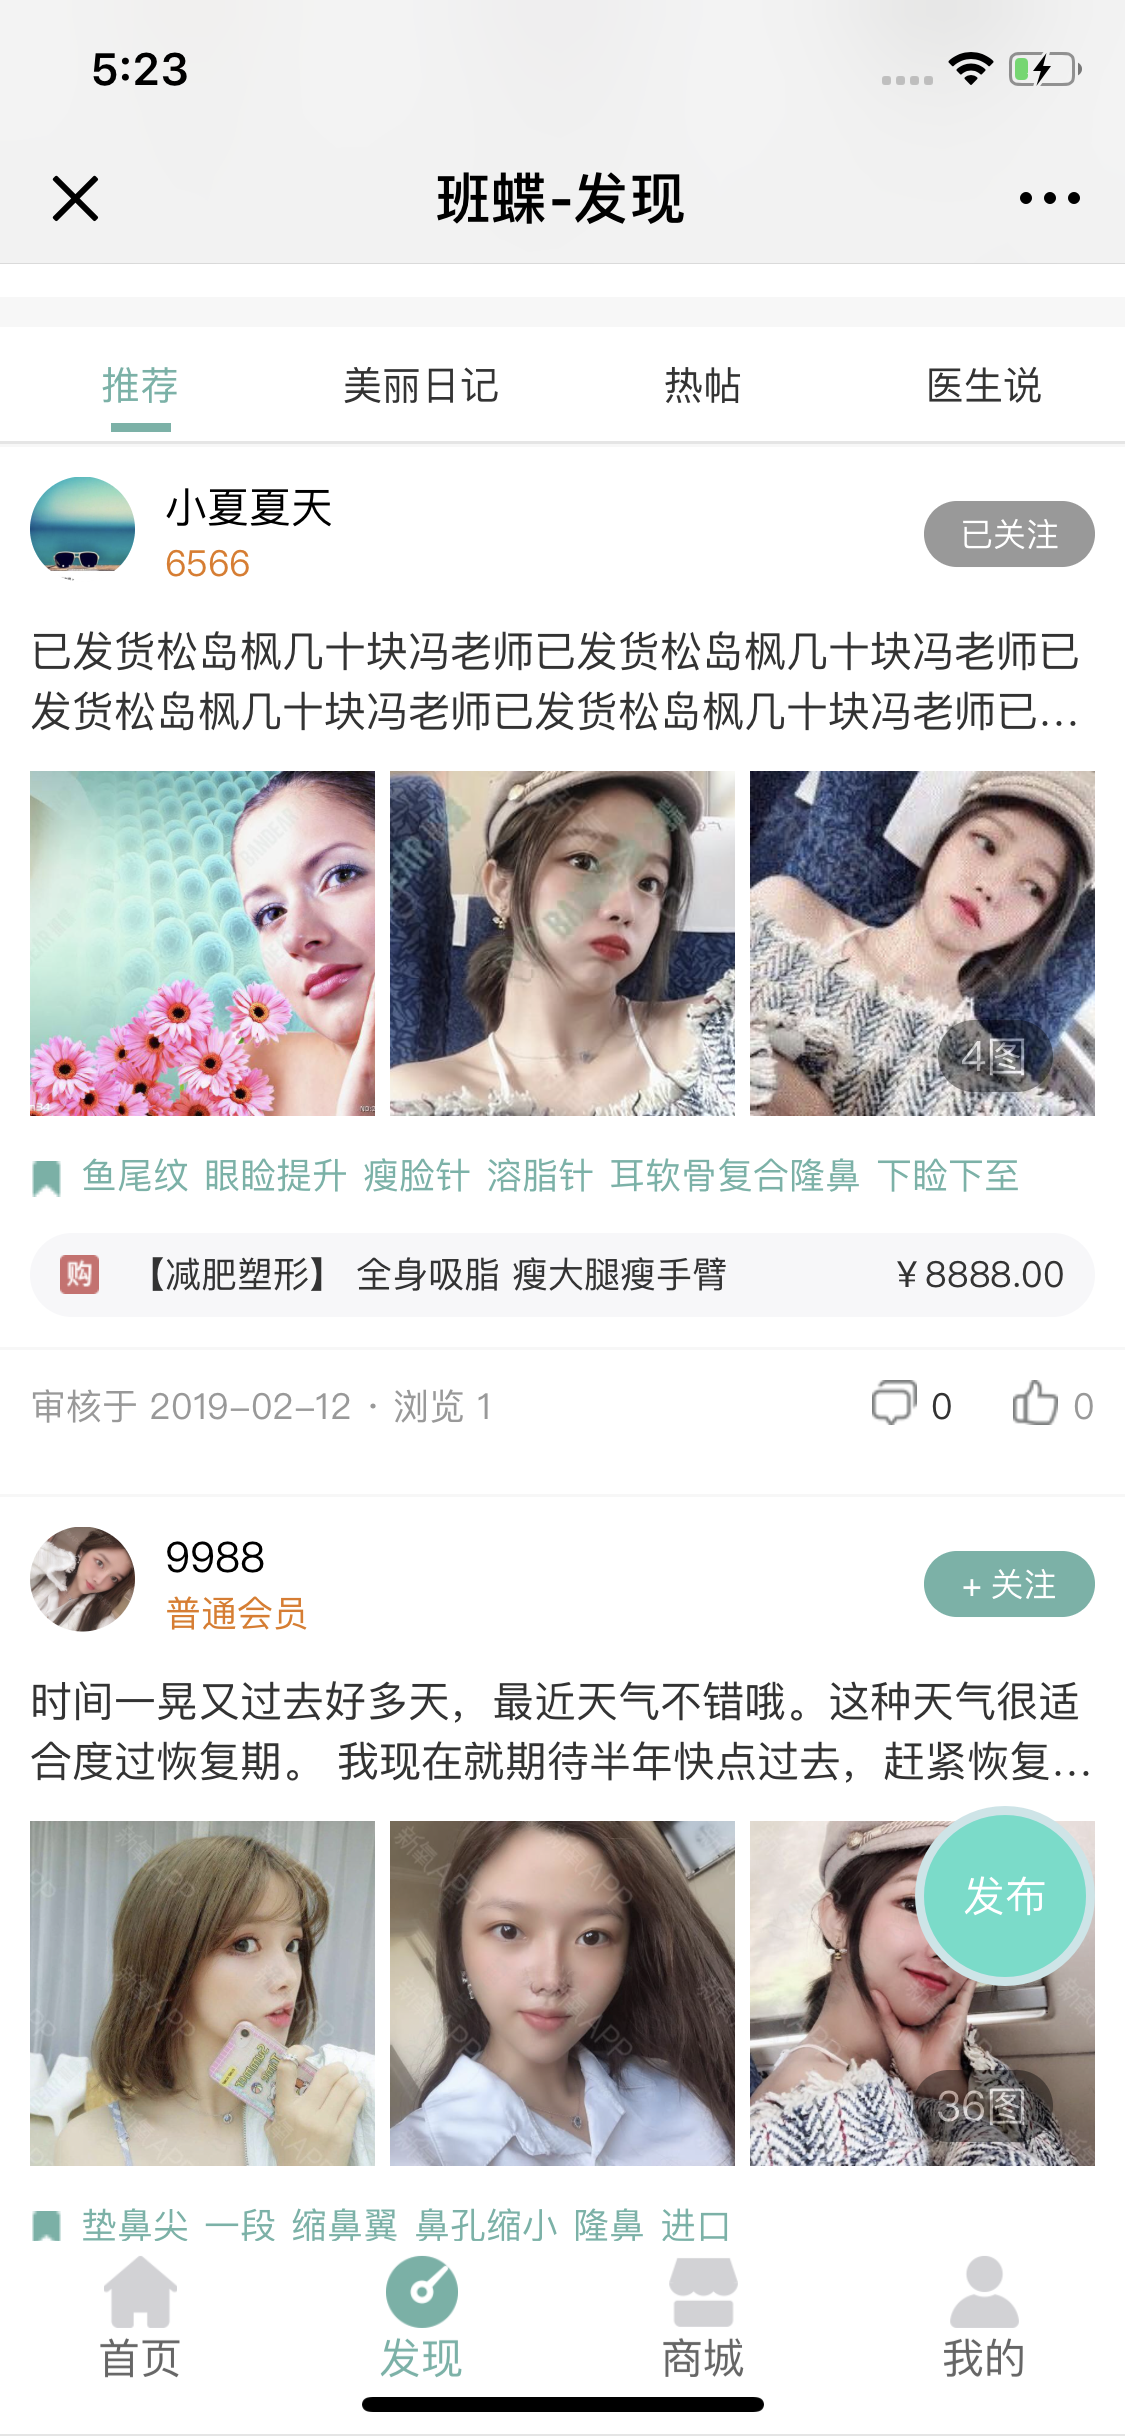 5:23
班蝶-发现
推荐
美丽日记
热帖
医生说
小夏夏天
6566
已关注
已发货松岛枫几十块冯老师已发货松岛枫几十块冯老师已
发货松岛枫几十块冯老师已发货松岛枫几十块冯老师已...
4图
鱼尾纹 眼睑提升 瘦脸针 溶脂针 耳软骨复合隆鼻 下睑下至
购
【减肥塑形】 全身吸脂 瘦大腿瘦手臂
¥8888.00
审核于 2019-02-12 · 浏览 1
0
0
9988
普通会员
+ 关注
时间一晃又过去好多天，最近天气不错哦。这种天气很适
合度过恢复期。 我现在就期待半年快点过去，赶紧恢复...
新氧APP
发布
36图
垫鼻尖 一段 缩鼻翼 鼻孔缩小 隆鼻 进口
首页
发现
商城
我的